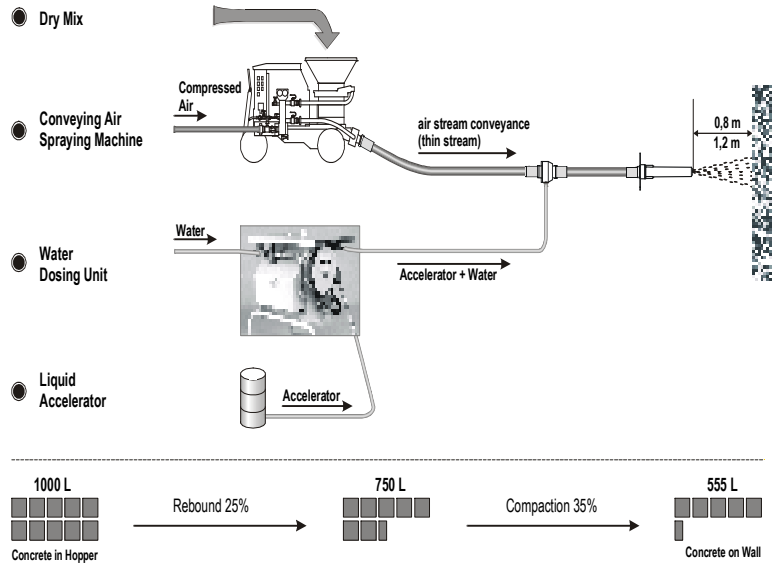 Dry Mix
Compressed
Air
Conveying Air
Spraying Machine
air stream conveyance
(thin stream)
0,8 m
1,2 m
Water
Water
Dosing Unit
Accelerator + Water
Liquid
Accelerator
Accelerator
1000 L
750 L
555 L
Rebound 25%
Compaction 35%
Concrete in Hopper
Concrete on Wall